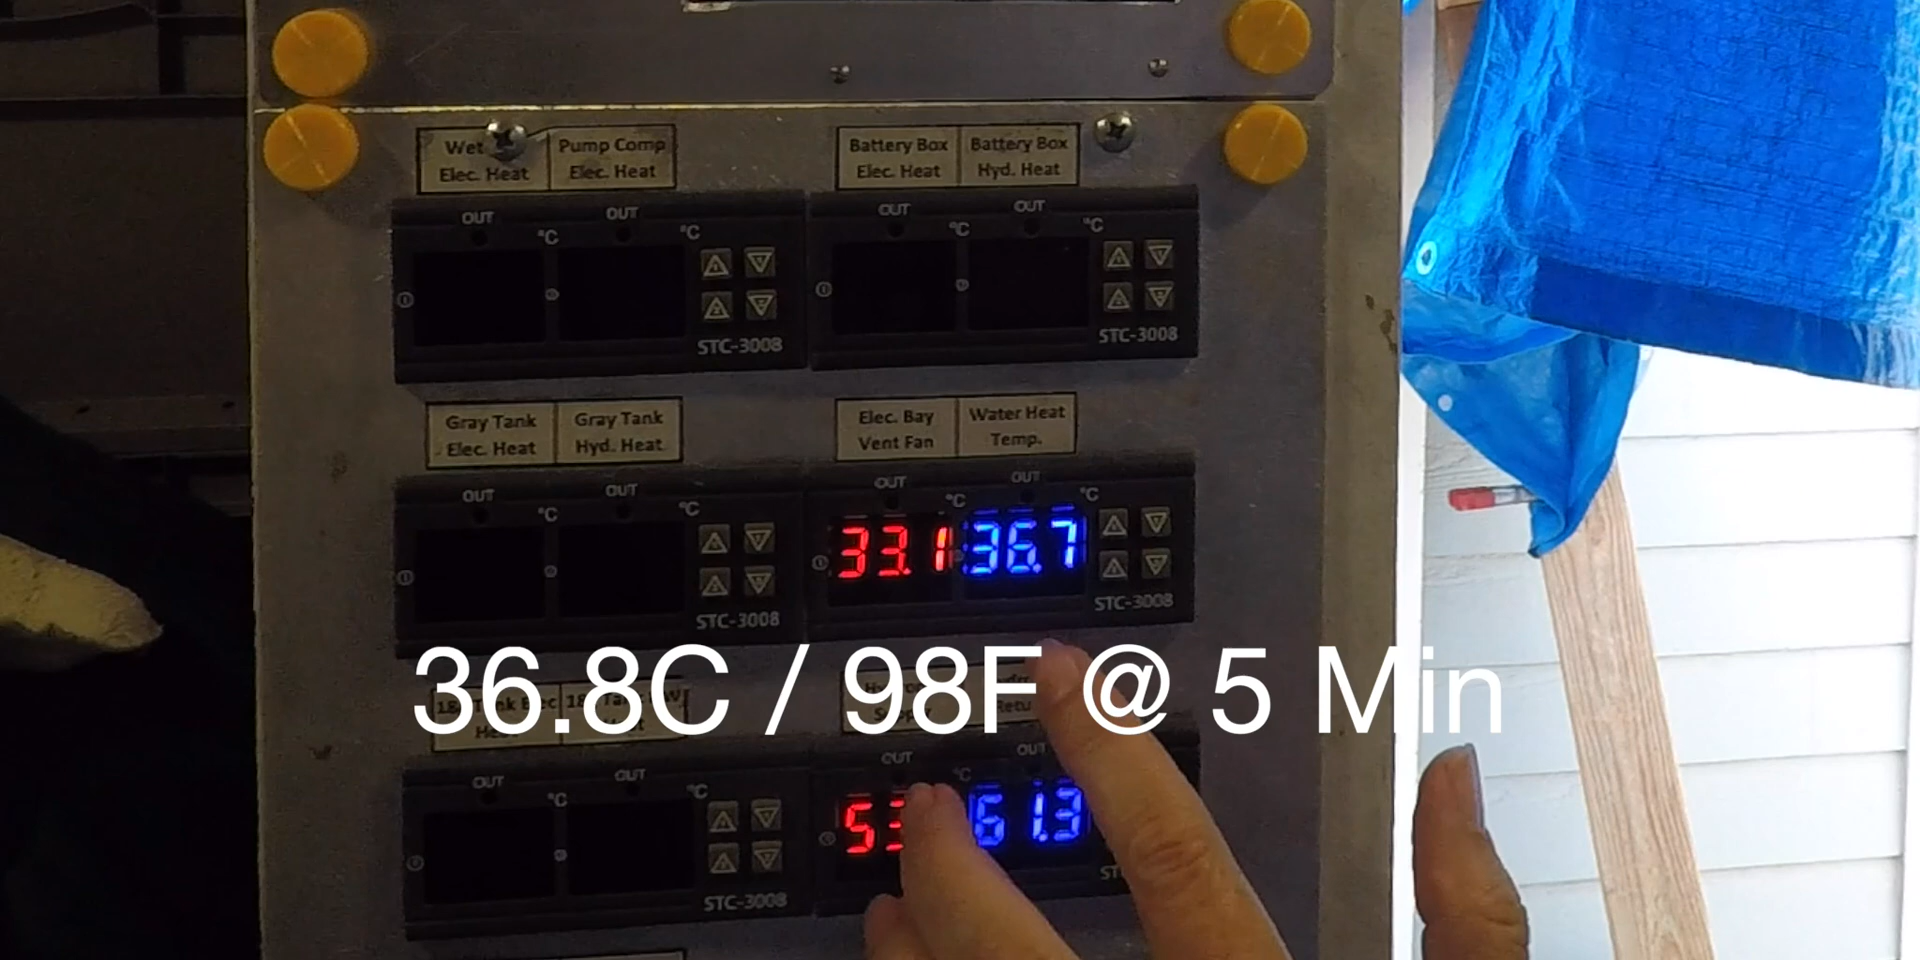 Wet
Elec. Heat
Pump Comp
Elec. Heat
Battery Box
Elec. Heat
Battery Box
Hyd. Heat
OUT
OUT
°C
°C
STC-3008
OUT
OUT
°C
°C
STC-3008
Gray Tank
Elec. Heat
Gray Tank
Hyd. Heat
Elec. Bay
Vent Fan
Water Heat
Temp.
OUT
OUT
°C
°C
STC-3008
OUT
OUT
°C
°C
33.1
36.7
STC-3008
36.8C / 98F @ 5 Min
OUT
OUT
°C
°C
STC-3008
OUT
OUT
°C
61.3